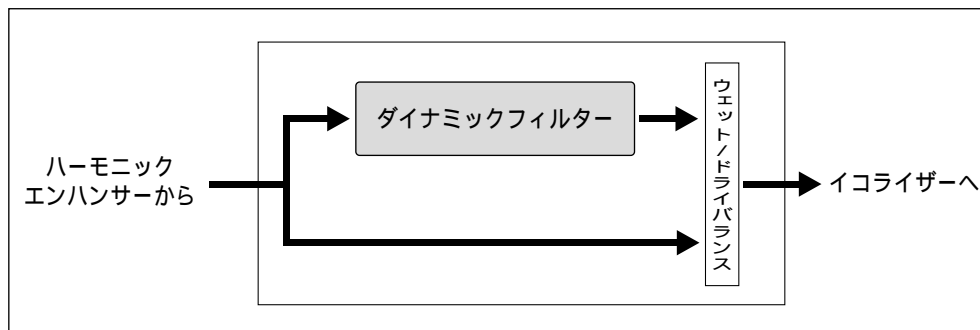 ハーモニック
エンハンサーから
ダイナミックフィルター
ウェット/ドライバランス
イコライザーへ